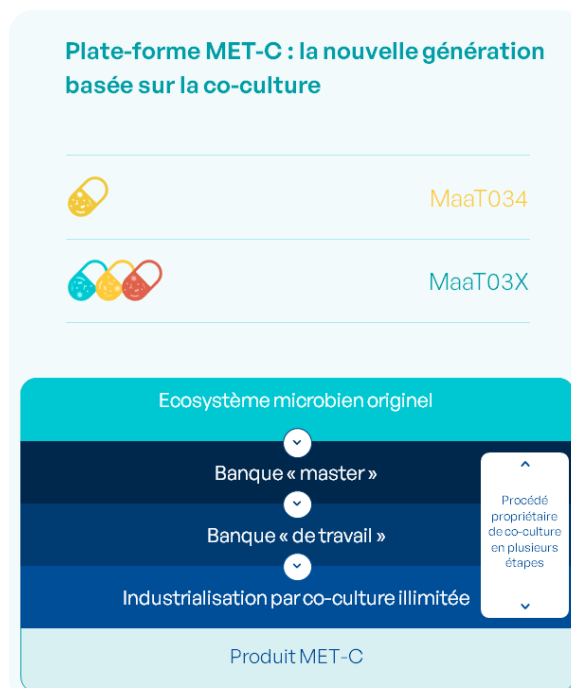 Plate-forme MET-C : la nouvelle génération
basée sur la co-culture
MaaT034
MaaT03X
Ecosystème microbien originel
Banque « master »
Banque « de travail »
Industrialisation par co-culture illimitée
Procédé
propriétaire
de co-culture
en plusieurs
étapes
Produit MET-C